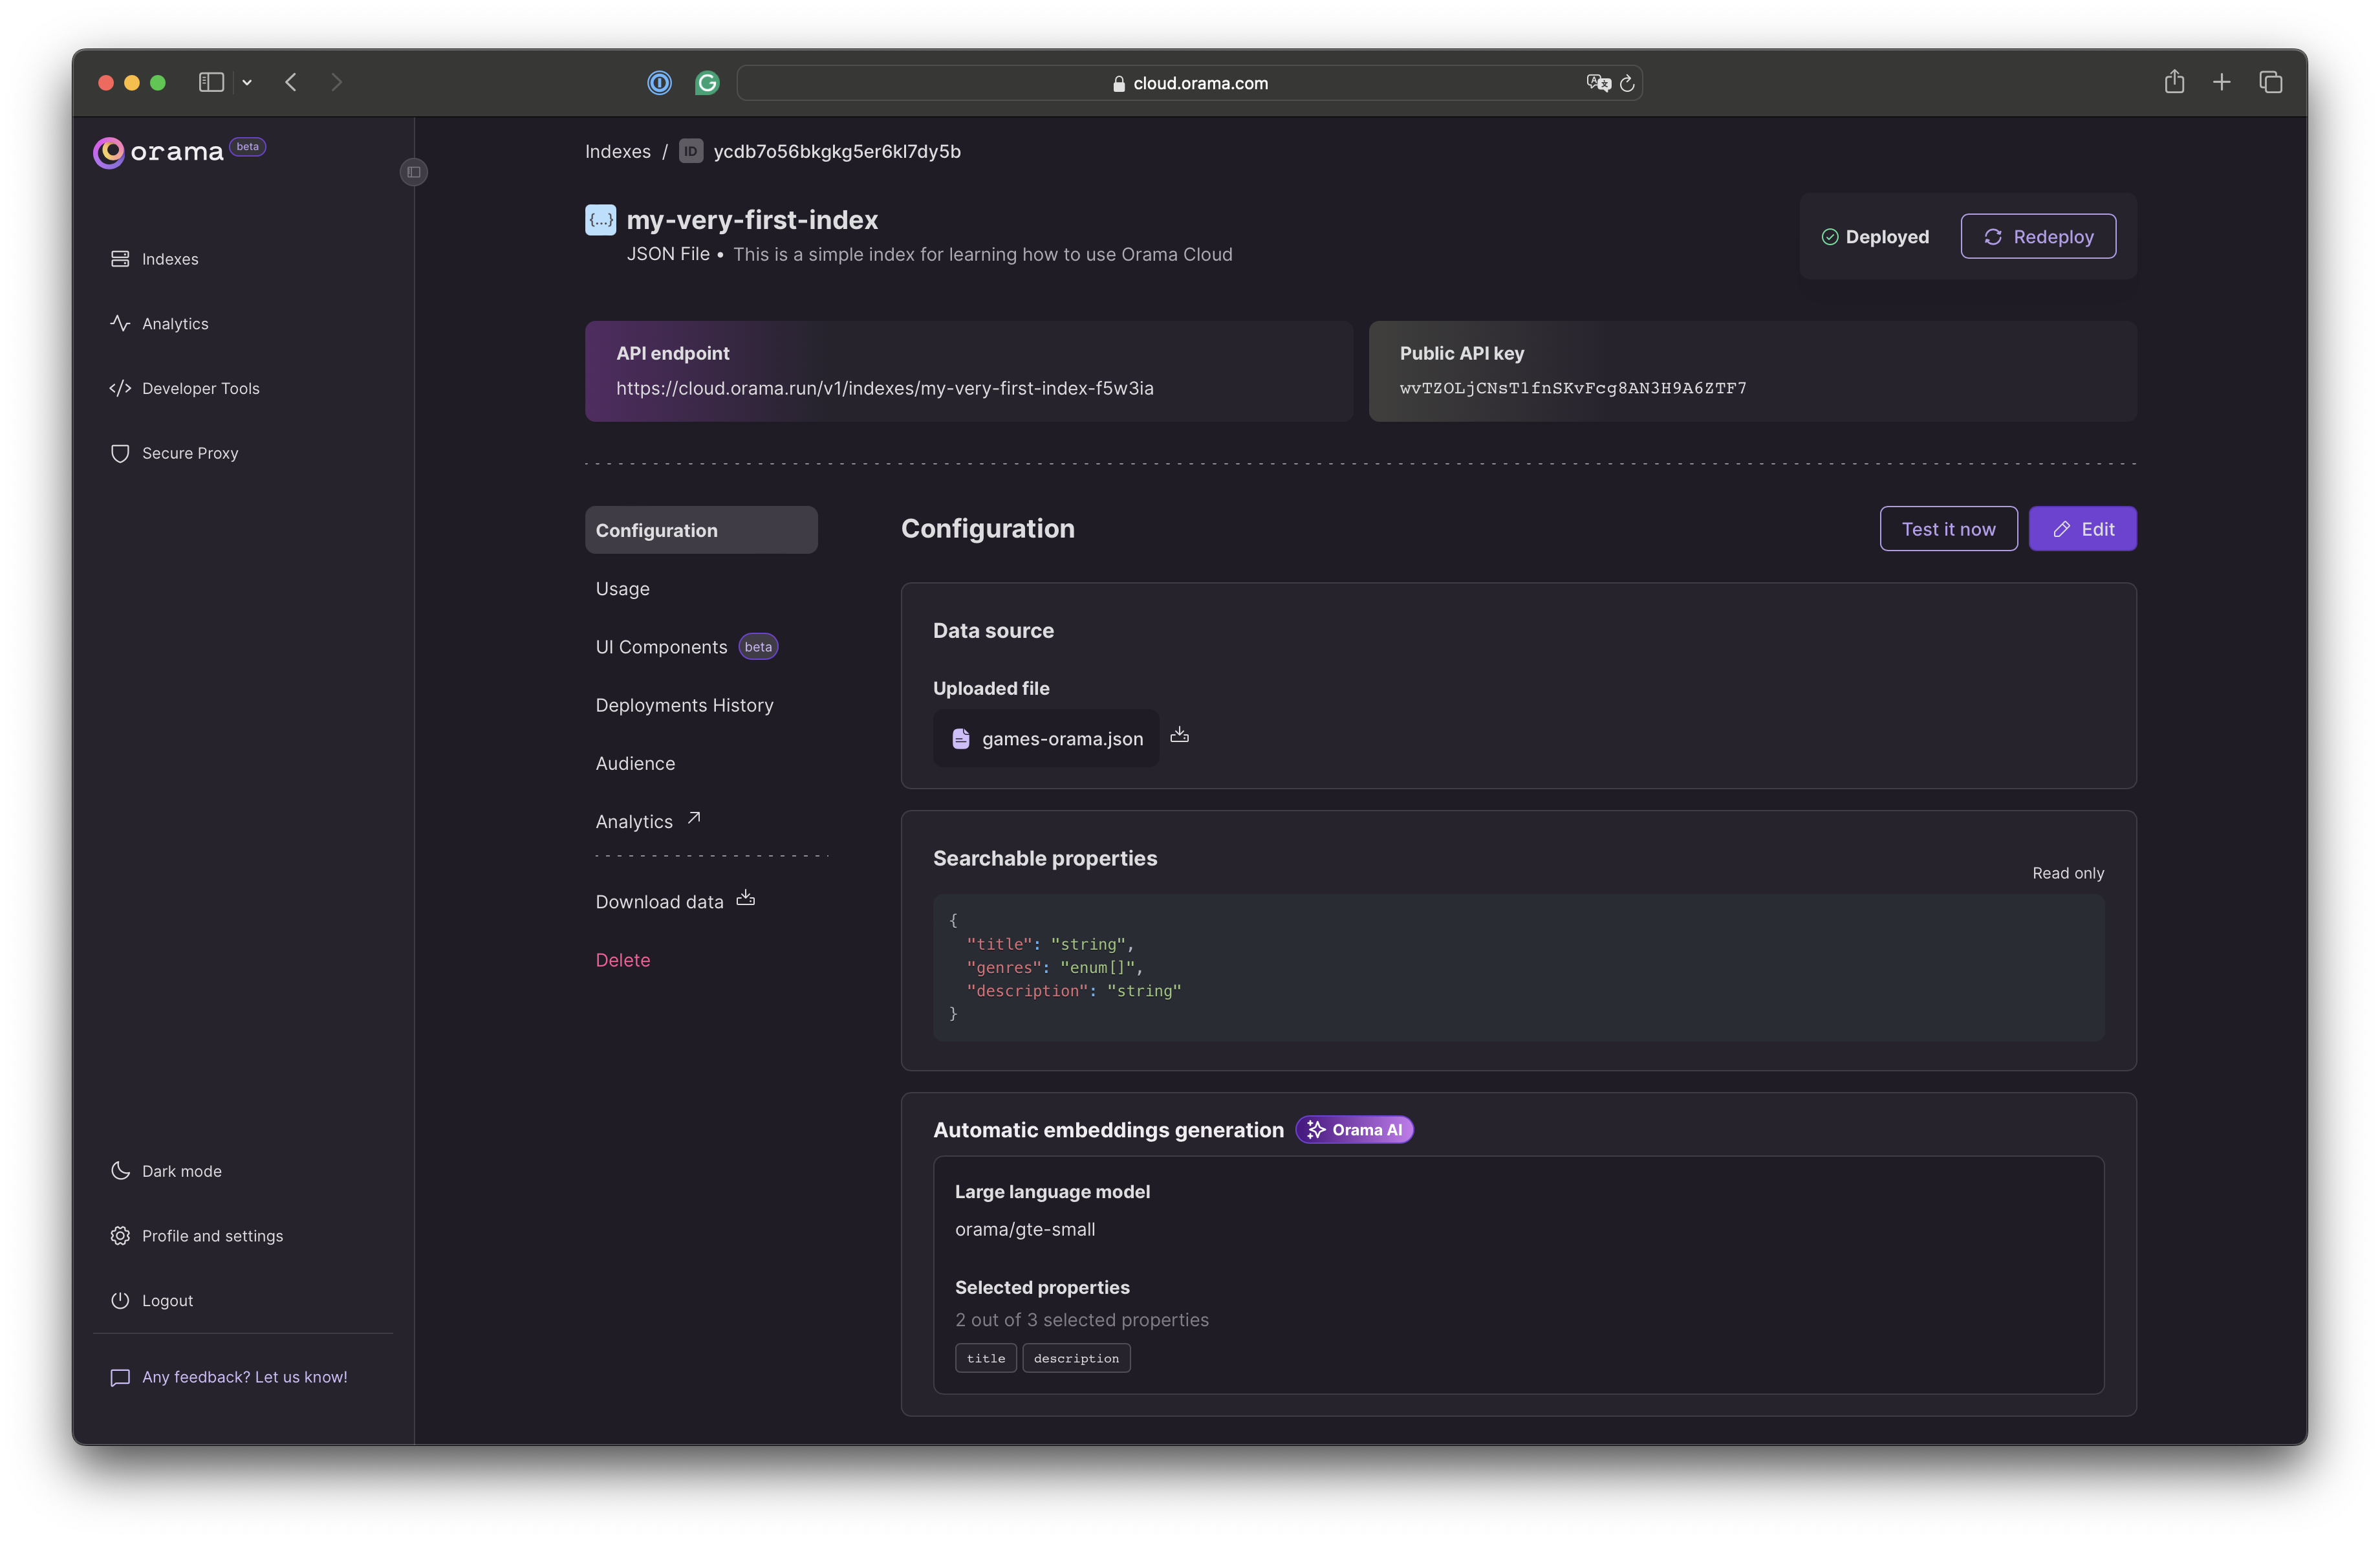 cloud.orama.com
orama beta
Indexes
Analytics
Developer Tools
Secure Proxy
Dark mode
Profile and settings
Logout
Any feedback? Let us know!
Indexes / ID ycdb7o56bkgkg5er6kl7dy5b
{...} my-very-first-index
JSON File • This is a simple index for learning how to use Orama Cloud
Deployed
Redeploy
API endpoint
https://cloud.orama.run/v1/indexes/my-very-first-index-f5w3ia
Public API key
wvTZOLjCNsTlfnSKvFcg8AN3H9A6ZTF7
Configuration
Usage
UI Components beta
Deployments History
Audience
Analytics
Download data
Delete
Configuration
Test it now
Edit
Data source
Uploaded file
games-orama.json
Searchable properties
Read only
{
"title": "string",
"genres": "enum[]",
"description": "string"
}
Automatic embeddings generation Orama AI
Large language model
orama/gte-small
Selected properties
2 out of 3 selected properties
title description